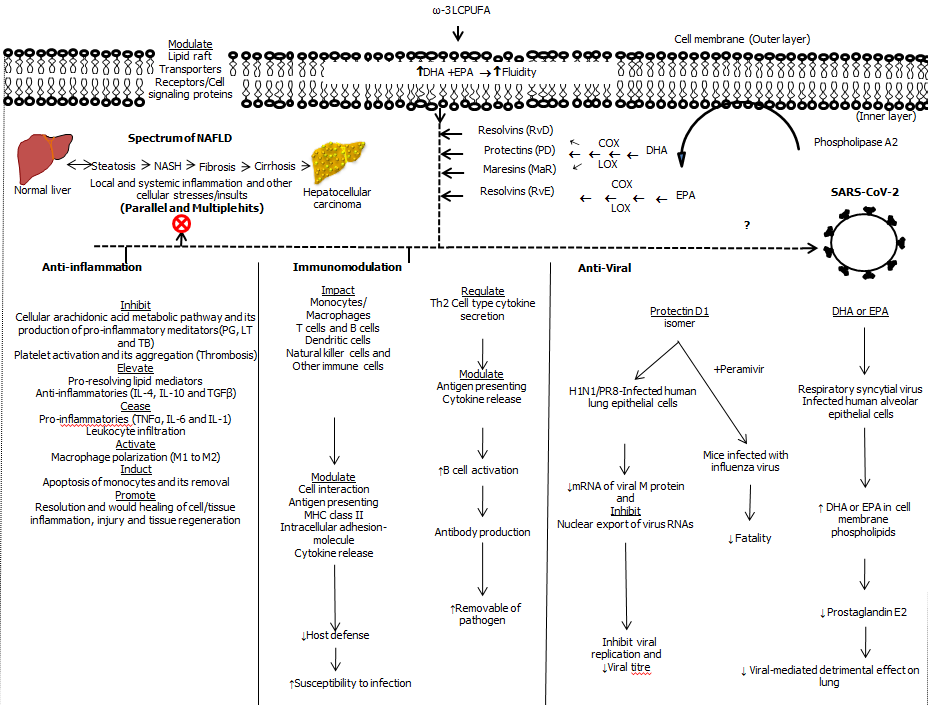 ω-3LCPUFA
Cell membrane (Outer layer)
Modulate
Lipid raft
Transporters
Receptors/Cell
signaling proteins
↑DHA +EPA → ↑Fluidity
(Inner layer)
Phospholipase A2
Spectrum of NAFLD
Normal liver
Steatosis → NASH → Fibrosis → Cirrhosis
Hepatocellular
carcinoma
Local and systemic inflammation and other
cellular stresses/insults
(Parallel and Multiple hits)
Resolvins (RvD)
Protectins (PD)
Maresins (MaR)
Resolvins (RvE)
COX
LOX
DHA
COX
LOX
EPA
SARS-CoV-2
?
Anti-inflammation
Inhibit
Cellular arachidonic acid metabolic pathway and its
production of pro-inflammatory meditators(PG, LT
and TB)
Platelet activation and its aggregation (Thrombosis)
Elevate
Pro-resolving lipid mediators
Anti-inflammatories (IL-4, IL-10 and TGFβ)
Cease
Pro-inflammatories (TNFα, IL-6 and IL-1)
Leukocyte infiltration
Activate
Macrophage polarization (M1 to M2)
Induct
Apoptosis of monocytes and its removal
Promote
Resolution and would healing of cell/tissue
inflammation, injury and tissue regeneration
Immunomodulation
Impact
Monocytes/
Macrophages
T cells and B cells
Dendritic cells
Natural killer cells and
Other immune cells
Modulate
Cell interaction
Antigen presenting
MHC class II
Intracellular adhesion-
molecule
Cytokine release
↓Host defense
↑Susceptibility to infection
Regulate
Th2 Cell type cytokine
secretion
Modulate
Antigen presenting
Cytokine release
↑B cell activation
Antibody production
↑Removable of
pathogen
Anti-Viral
Protectin D1
isomer
H1N1/PR8-Infected human
lung epithelial cells
↓mRNA of viral M protein
and
Inhibit
Nuclear export of virus RNAs
Inhibit viral
replication and
↓Viral titre
+Peramivir
Mice infected with
influenza virus
↓Fatality
DHA or EPA
Respiratory syncytial virus
Infected human alveolar
epithelial cells
↑ DHA or EPA in cell
membrane
phospholipids
↓ Prostaglandin E2
↓ Viral-mediated detrimental effect on
lung